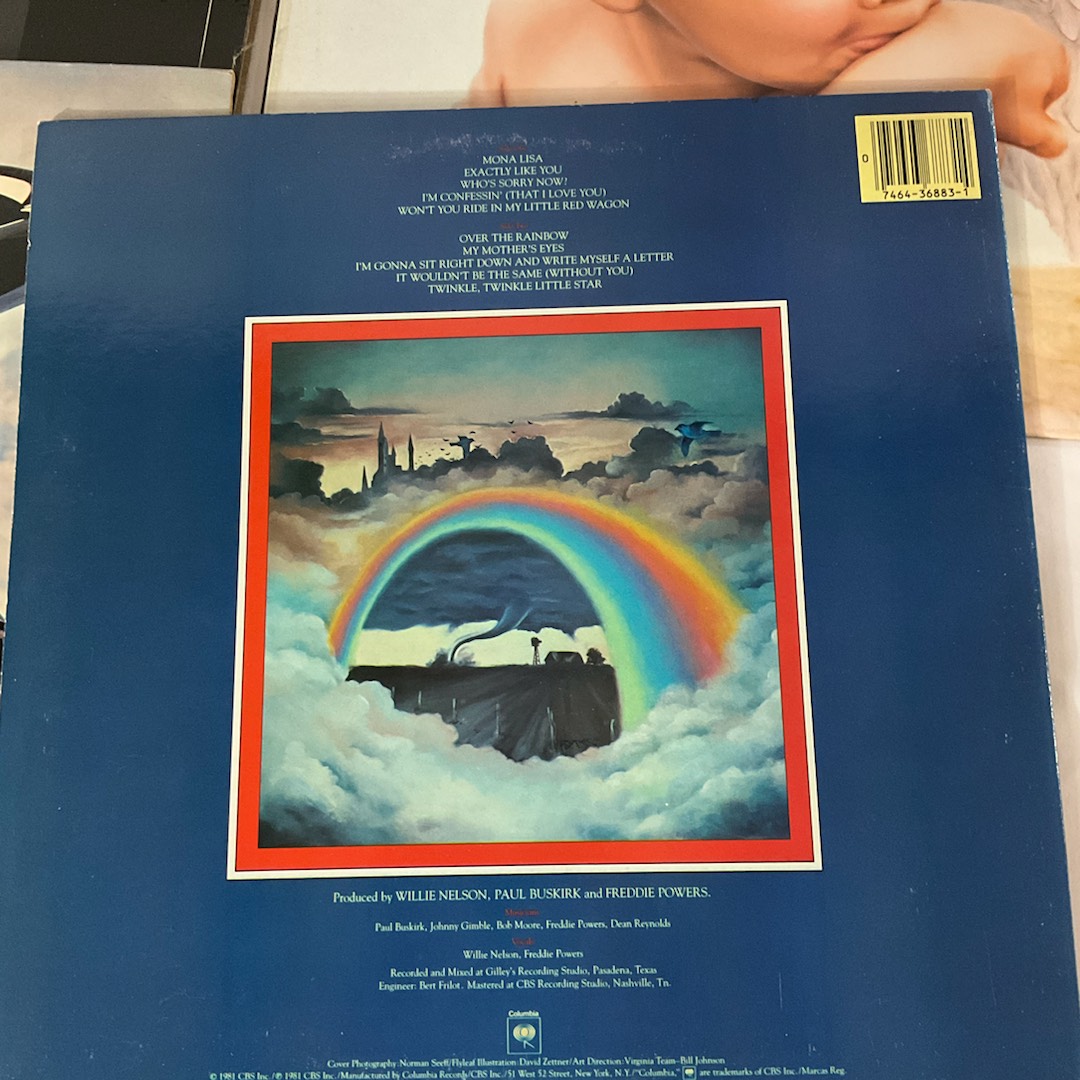 MONA LISA
EXACTLY LIKE YOU
WHO'S SORRY NOW?
I'M CONFESSIN' (THAT I LOVE YOU)
WON'T YOU RIDE IN MY LITTLE RED WAGON
OVER THE RAINBOW
MY MOTHER'S EYES
I'M GONNA SIT RIGHT DOWN AND WRITE MYSELF A LETTER
IT WOULDN'T BE THE SAME (WITHOUT YOU)
TWINKLE, TWINKLE LITTLE STAR
0
7464-36883-1
Produced by WILLIE NELSON, PAUL BUSKIRK and FREDDIE POWERS.
Musicians
Paul Buskirk, Johnny Gimble, Bob Moore, Freddie Powers, Dean Reynolds
Vocals
Willie Nelson, Freddie Powers
Recorded and Mixed at Gilley's Recording Studio, Pasadena, Texas
Engineer: Bert Frilot. Mastered at CBS Recording Studio, Nashville, Tn.
Columbia
Cover Photography: Norman Seeff/Flyleaf Illustration: David Zettner/Art Direction: Virginia Team–Bill Johnson
© 1981 CBS Inc./℗ 1981 CBS Inc./Manufactured by Columbia Records/CBS Inc./51 West 52 Street, New York, N.Y./"Columbia," are trademarks of CBS Inc./Marcas Reg.